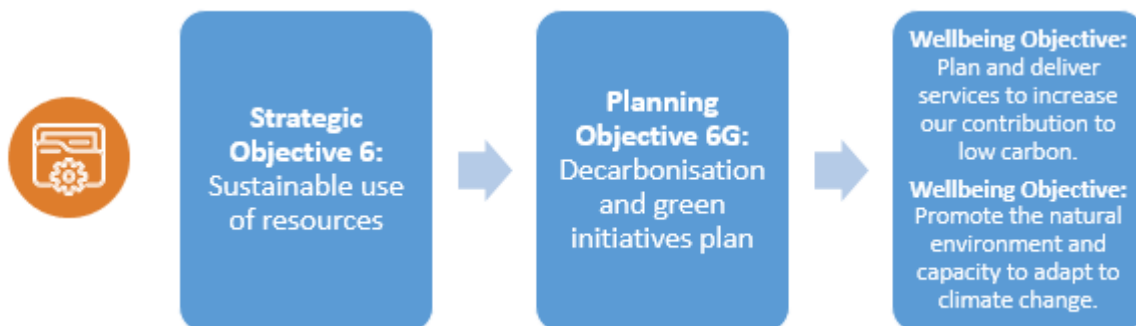 Strategic
Objective 6:
Sustainable use
of resources
Planning
Objective 6G:
Decarbonisation
and green
initiatives plan
Wellbeing Objective:
Plan and deliver
services to increase
our contribution to
low carbon.
Wellbeing Objective:
Promote the natural
environment and
capacity to adapt to
climate change.